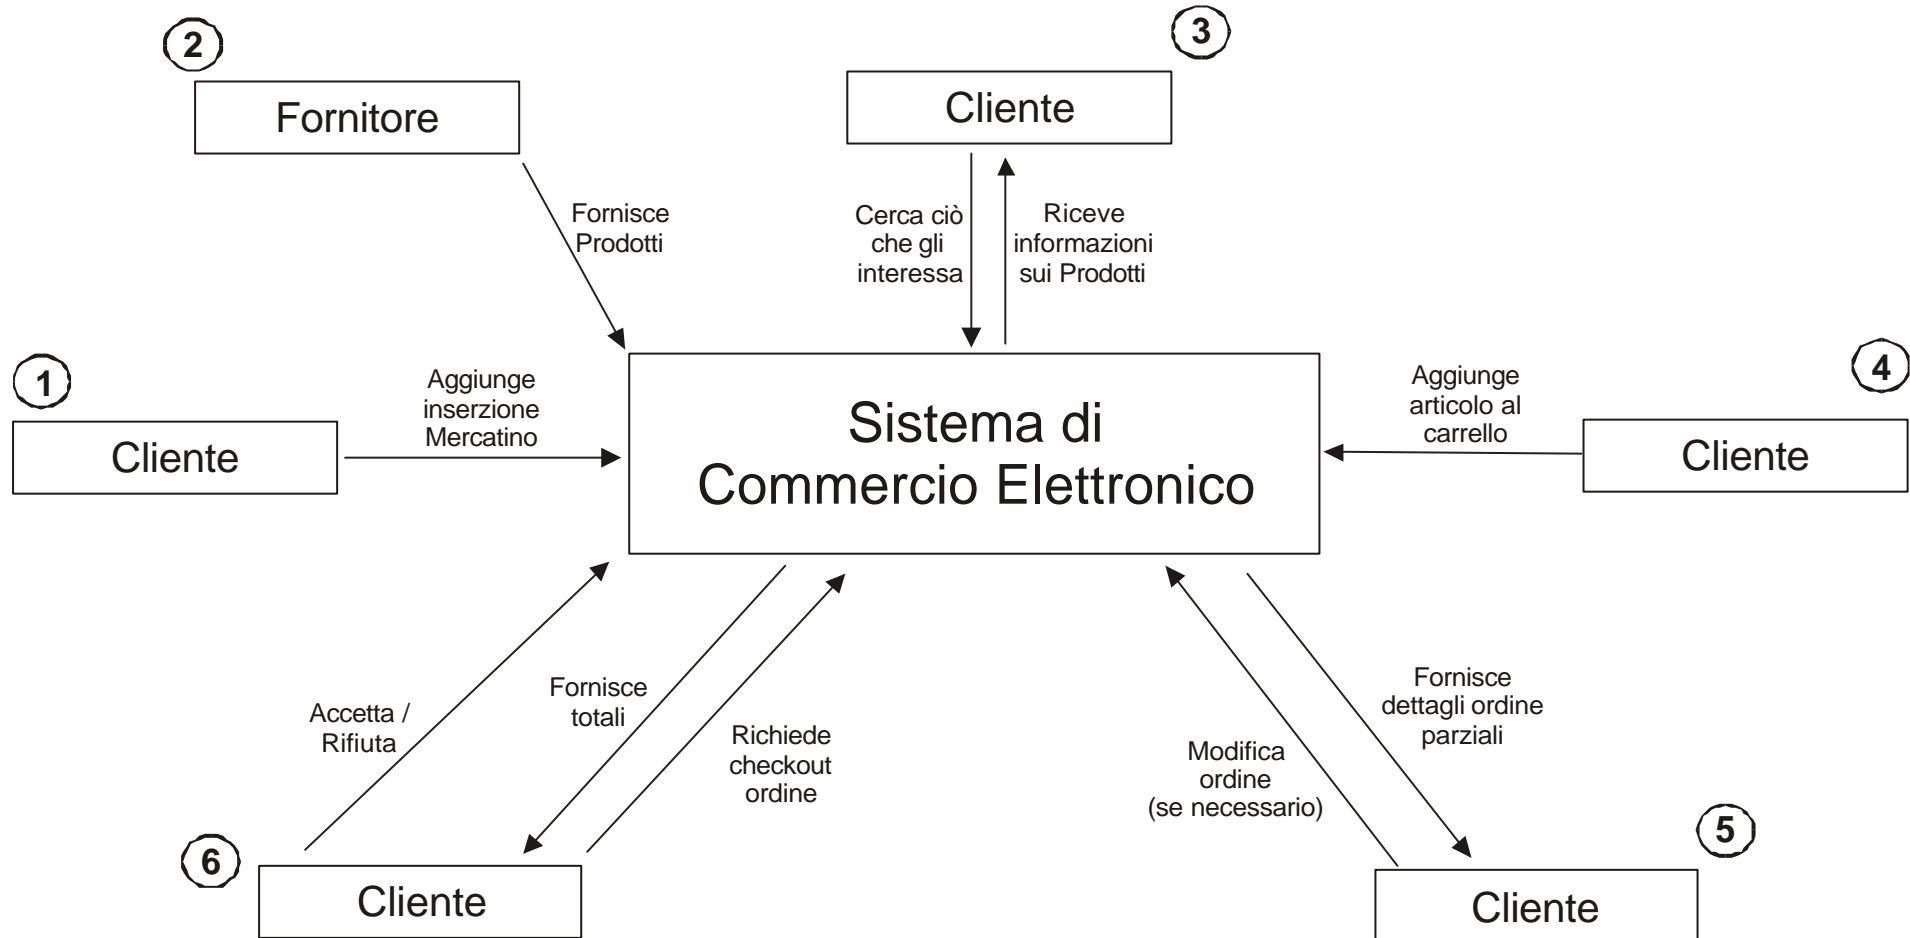 2
Fornitore
3
Cliente
Fornisce
Prodotti
Cerca ciò
che gli
interessa
Riceve
informazioni
sui Prodotti
1
Cliente
Aggiunge
inserzione
Mercatino
Sistema di
Commercio Elettronico
Aggiunge
articolo al
carrello
4
Cliente
Accetta /
Rifiuta
Fornisce
totali
Richiede
checkout
ordine
Modifica
ordine
(se necessario)
Fornisce
dettagli ordine
parziali
6
Cliente
5
Cliente